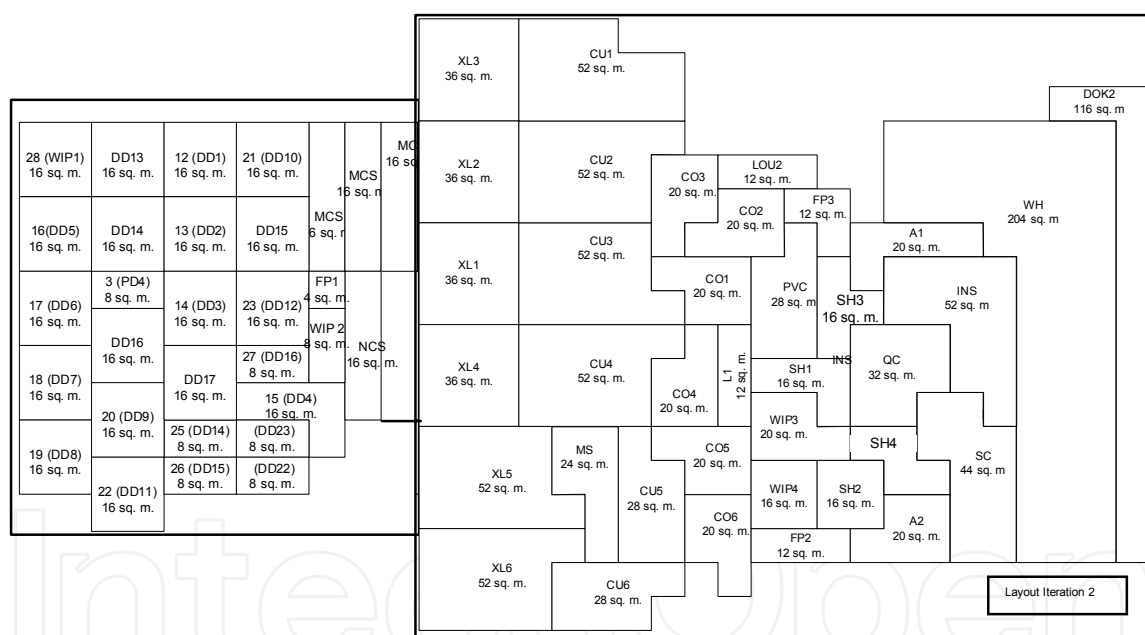 XL3
36 sq. m.
CU1
52 sq. m.
DOK2
116 sq. m
28 (WIP1)
16 sq. m.
DD13
16 sq. m.
12 (DD1)
16 sq. m.
21 (DD10)
16 sq. m.
MCS
16 sq. m
MC
16 sq
XL2
36 sq. m.
CU2
52 sq. m.
CO3
20 sq. m.
LOU2
12 sq. m.
WH
204 sq. m
16(DD5)
16 sq. m.
DD14
16 sq. m.
13 (DD2)
16 sq. m.
DD15
16 sq. m.
MCS
6 sq. m
CO2
20 sq. m.
FP3
12 sq. m.
XL1
36 sq. m.
CU3
52 sq. m.
A1
20 sq. m.
3 (PD4)
8 sq. m.
17 (DD6)
16 sq. m.
14 (DD3)
16 sq. m.
23 (DD12)
16 sq. m.
FP1
4 sq. m.
CO1
20 sq. m.
PVC
28 sq. m
SH3
16 sq. m.
INS
52 sq. m
DD16
16 sq. m.
WIP 2
8 sq. m.
NCS
16 sq. m.
XL4
36 sq. m.
CU4
52 sq. m.
L1
12 sq. m.
INS
QC
32 sq. m.
18 (DD7)
16 sq. m.
DD17
16 sq. m.
27 (DD16)
8 sq. m.
15 (DD4)
16 sq. m.
CO4
20 sq. m.
SH1
16 sq. m.
20 (DD9)
16 sq. m.
25 (DD14)
8 sq. m.
(DD23)
8 sq. m.
WIP3
20 sq. m.
SH4
19 (DD8)
16 sq. m.
26 (DD15)
8 sq. m.
(DD22)
8 sq. m.
XL5
52 sq. m.
MS
24 sq. m.
CU5
28 sq. m.
CO5
20 sq. m.
SC
44 sq. m
22 (DD11)
16 sq. m.
WIP4
16 sq. m.
SH2
16 sq. m.
CO6
20 sq. m.
A2
20 sq. m.
FP2
12 sq. m.
XL6
52 sq. m.
CU6
28 sq. m.
Layout Iteration 2
IntechOpen